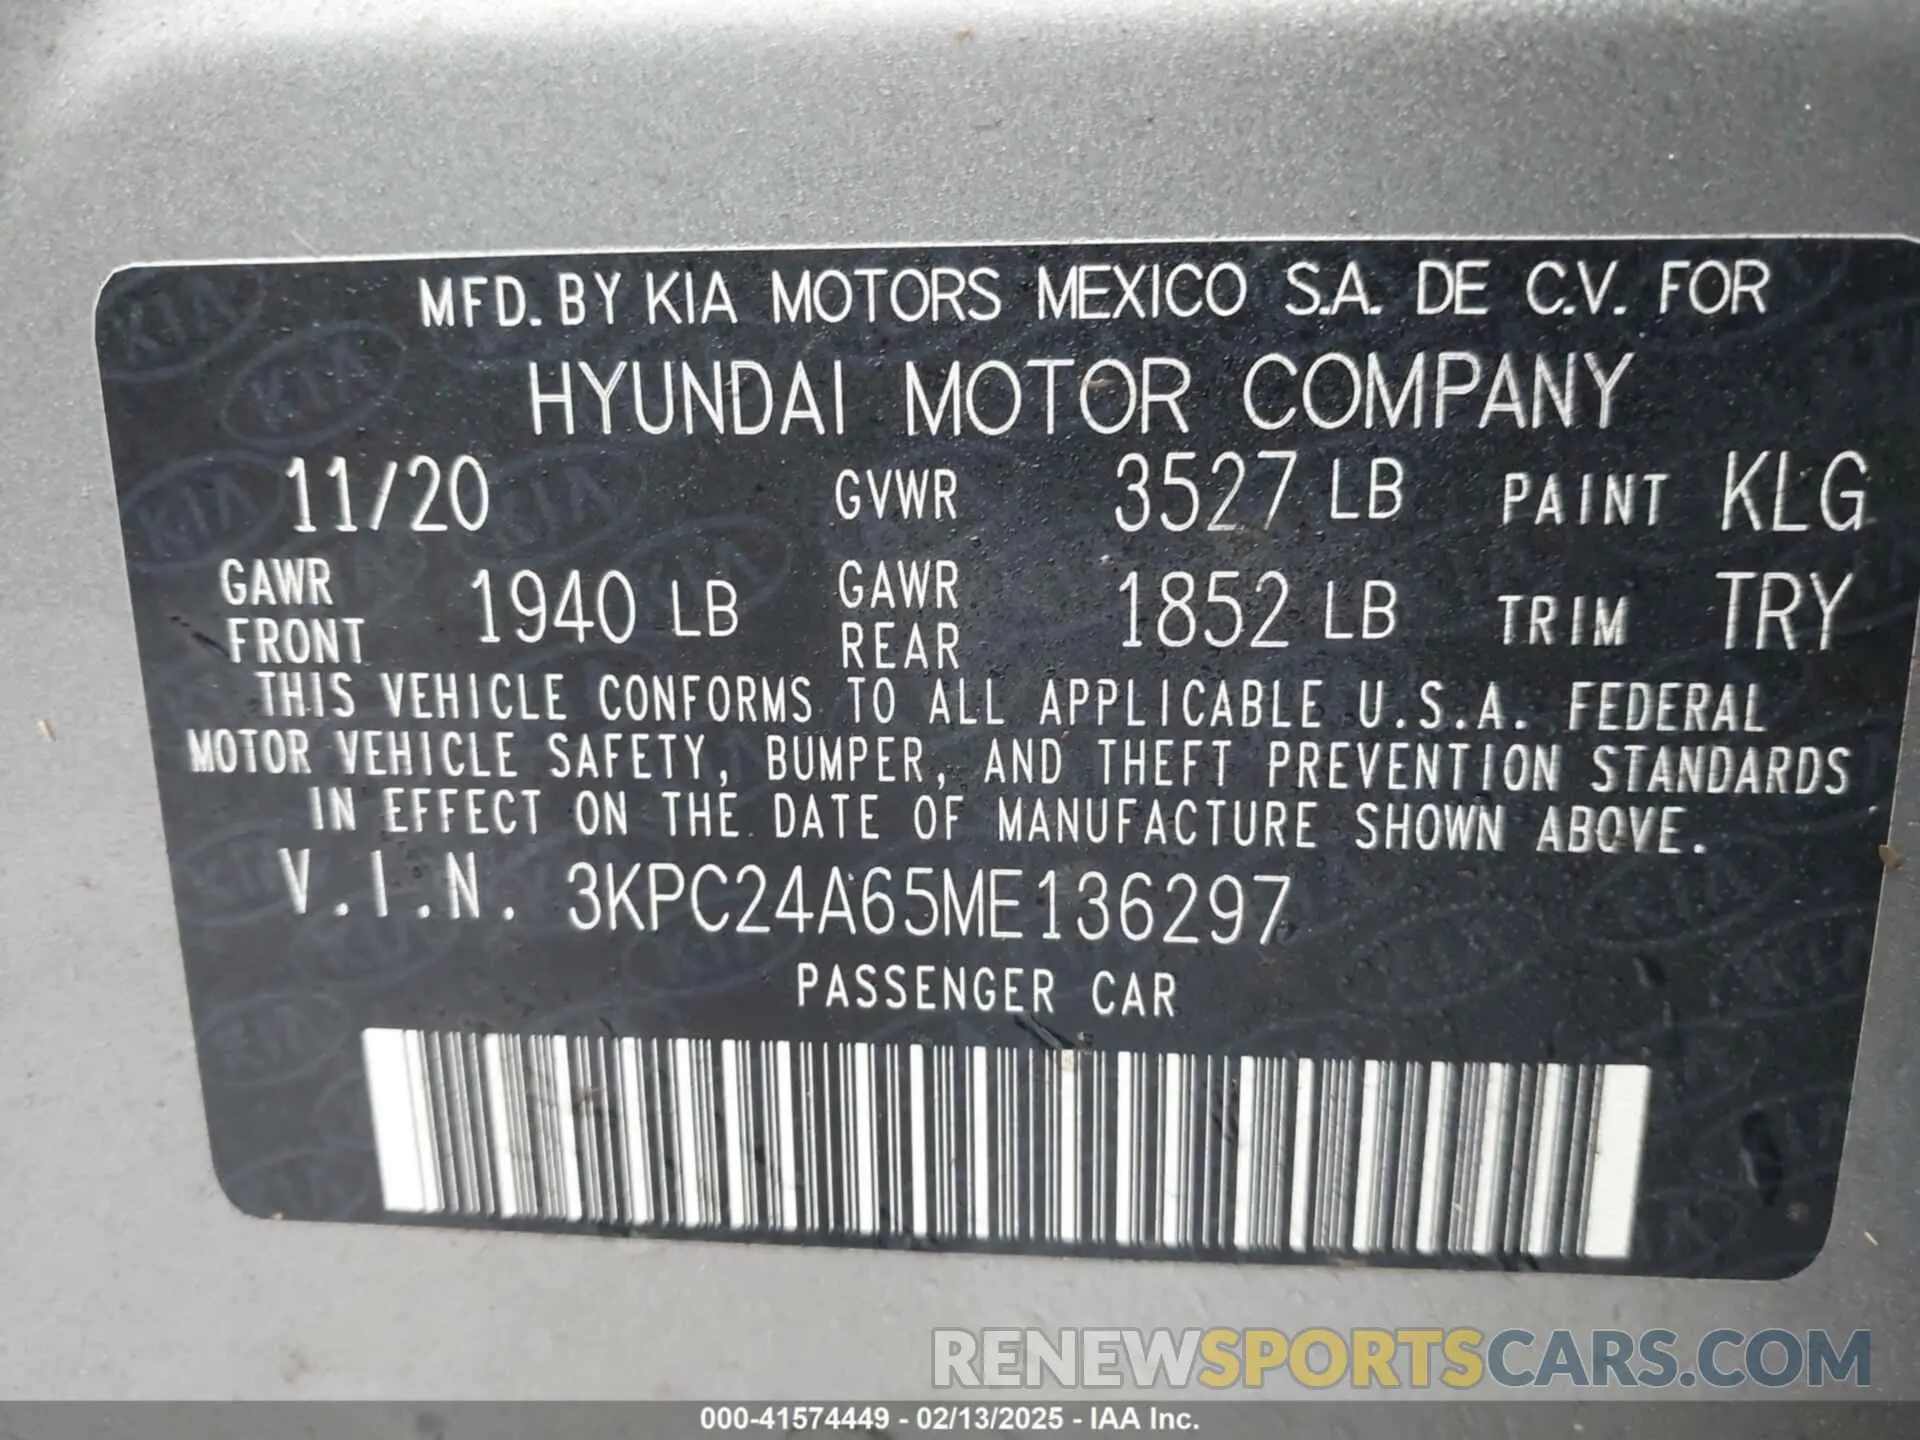 MFD. BY KIA MOTORS MEXICO S.A. DE C.V. FOR
HYUNDAI MOTOR COMPANY
11/20 GVWR 3527 LB PAINT KLG
GAWR FRONT 1940 LB GAWR REAR 1852 LB TRIM TRY
THIS VEHICLE CONFORMS TO ALL APPLICABLE U.S.A. FEDERAL
MOTOR VEHICLE SAFETY, BUMPER, AND THEFT PREVENTION STANDARDS
IN EFFECT ON THE DATE OF MANUFACTURE SHOWN ABOVE.
V.I.N. 3KPC24A65ME136297
PASSENGER CAR
RENEWSPORTSCARS.COM
000-41574449 - 02/13/2025 - IAA Inc.